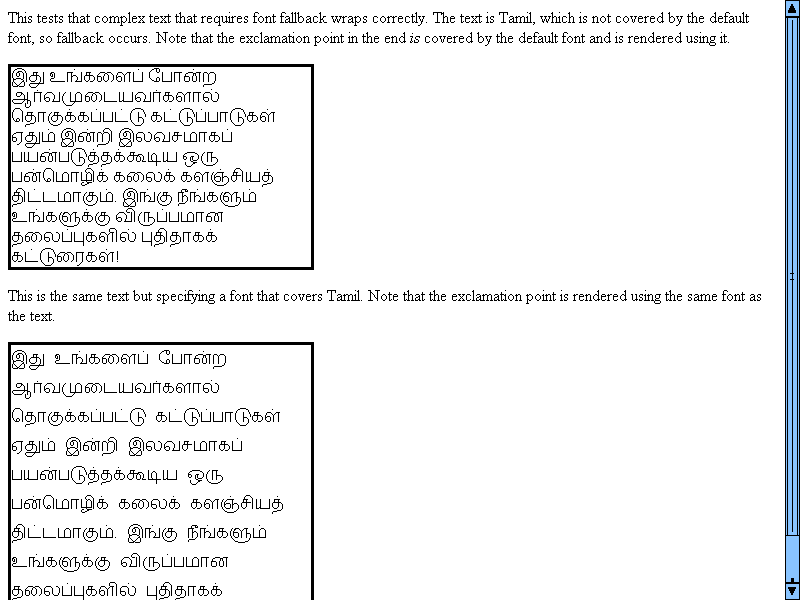 This tests that complex text that requires font fallback wraps correctly. The text is Tamil, which is not covered by the default
font, so fallback occurs. Note that the exclamation point in the end is covered by the default font and is rendered using it.
இது உங்களைப் போன்ற
ஆர்வமுடையவர்களால்
தொகுக்கப்பட்டு கட்டுப்பாடுகள்
ஏதும் இன்றி இலவசமாகப்
பயன்படுத்தக்கூடிய ஒரு
பன்மொழிக் கலைக் களஞ்சியத்
திட்டமாகும். இங்கு நீங்களும்
உங்களுக்கு விருப்பமான
தலைப்புகளில் புதிதாகக்
கட்டுரைகள்!
This is the same text but specifying a font that covers Tamil. Note that the exclamation point is rendered using the same font as
the text.
இது உங்களைப் போன்ற
ஆர்வமுடையவர்களால்
தொகுக்கப்பட்டு கட்டுப்பாடுகள்
ஏதும் இன்றி இலவசமாகப்
பயன்படுத்தக்கூடிய ஒரு
பன்மொழிக் கலைக் களஞ்சியத்
திட்டமாகும். இங்கு நீங்களும்
உங்களுக்கு விருப்பமான
தலைப்புகளில் புதிதாகக்